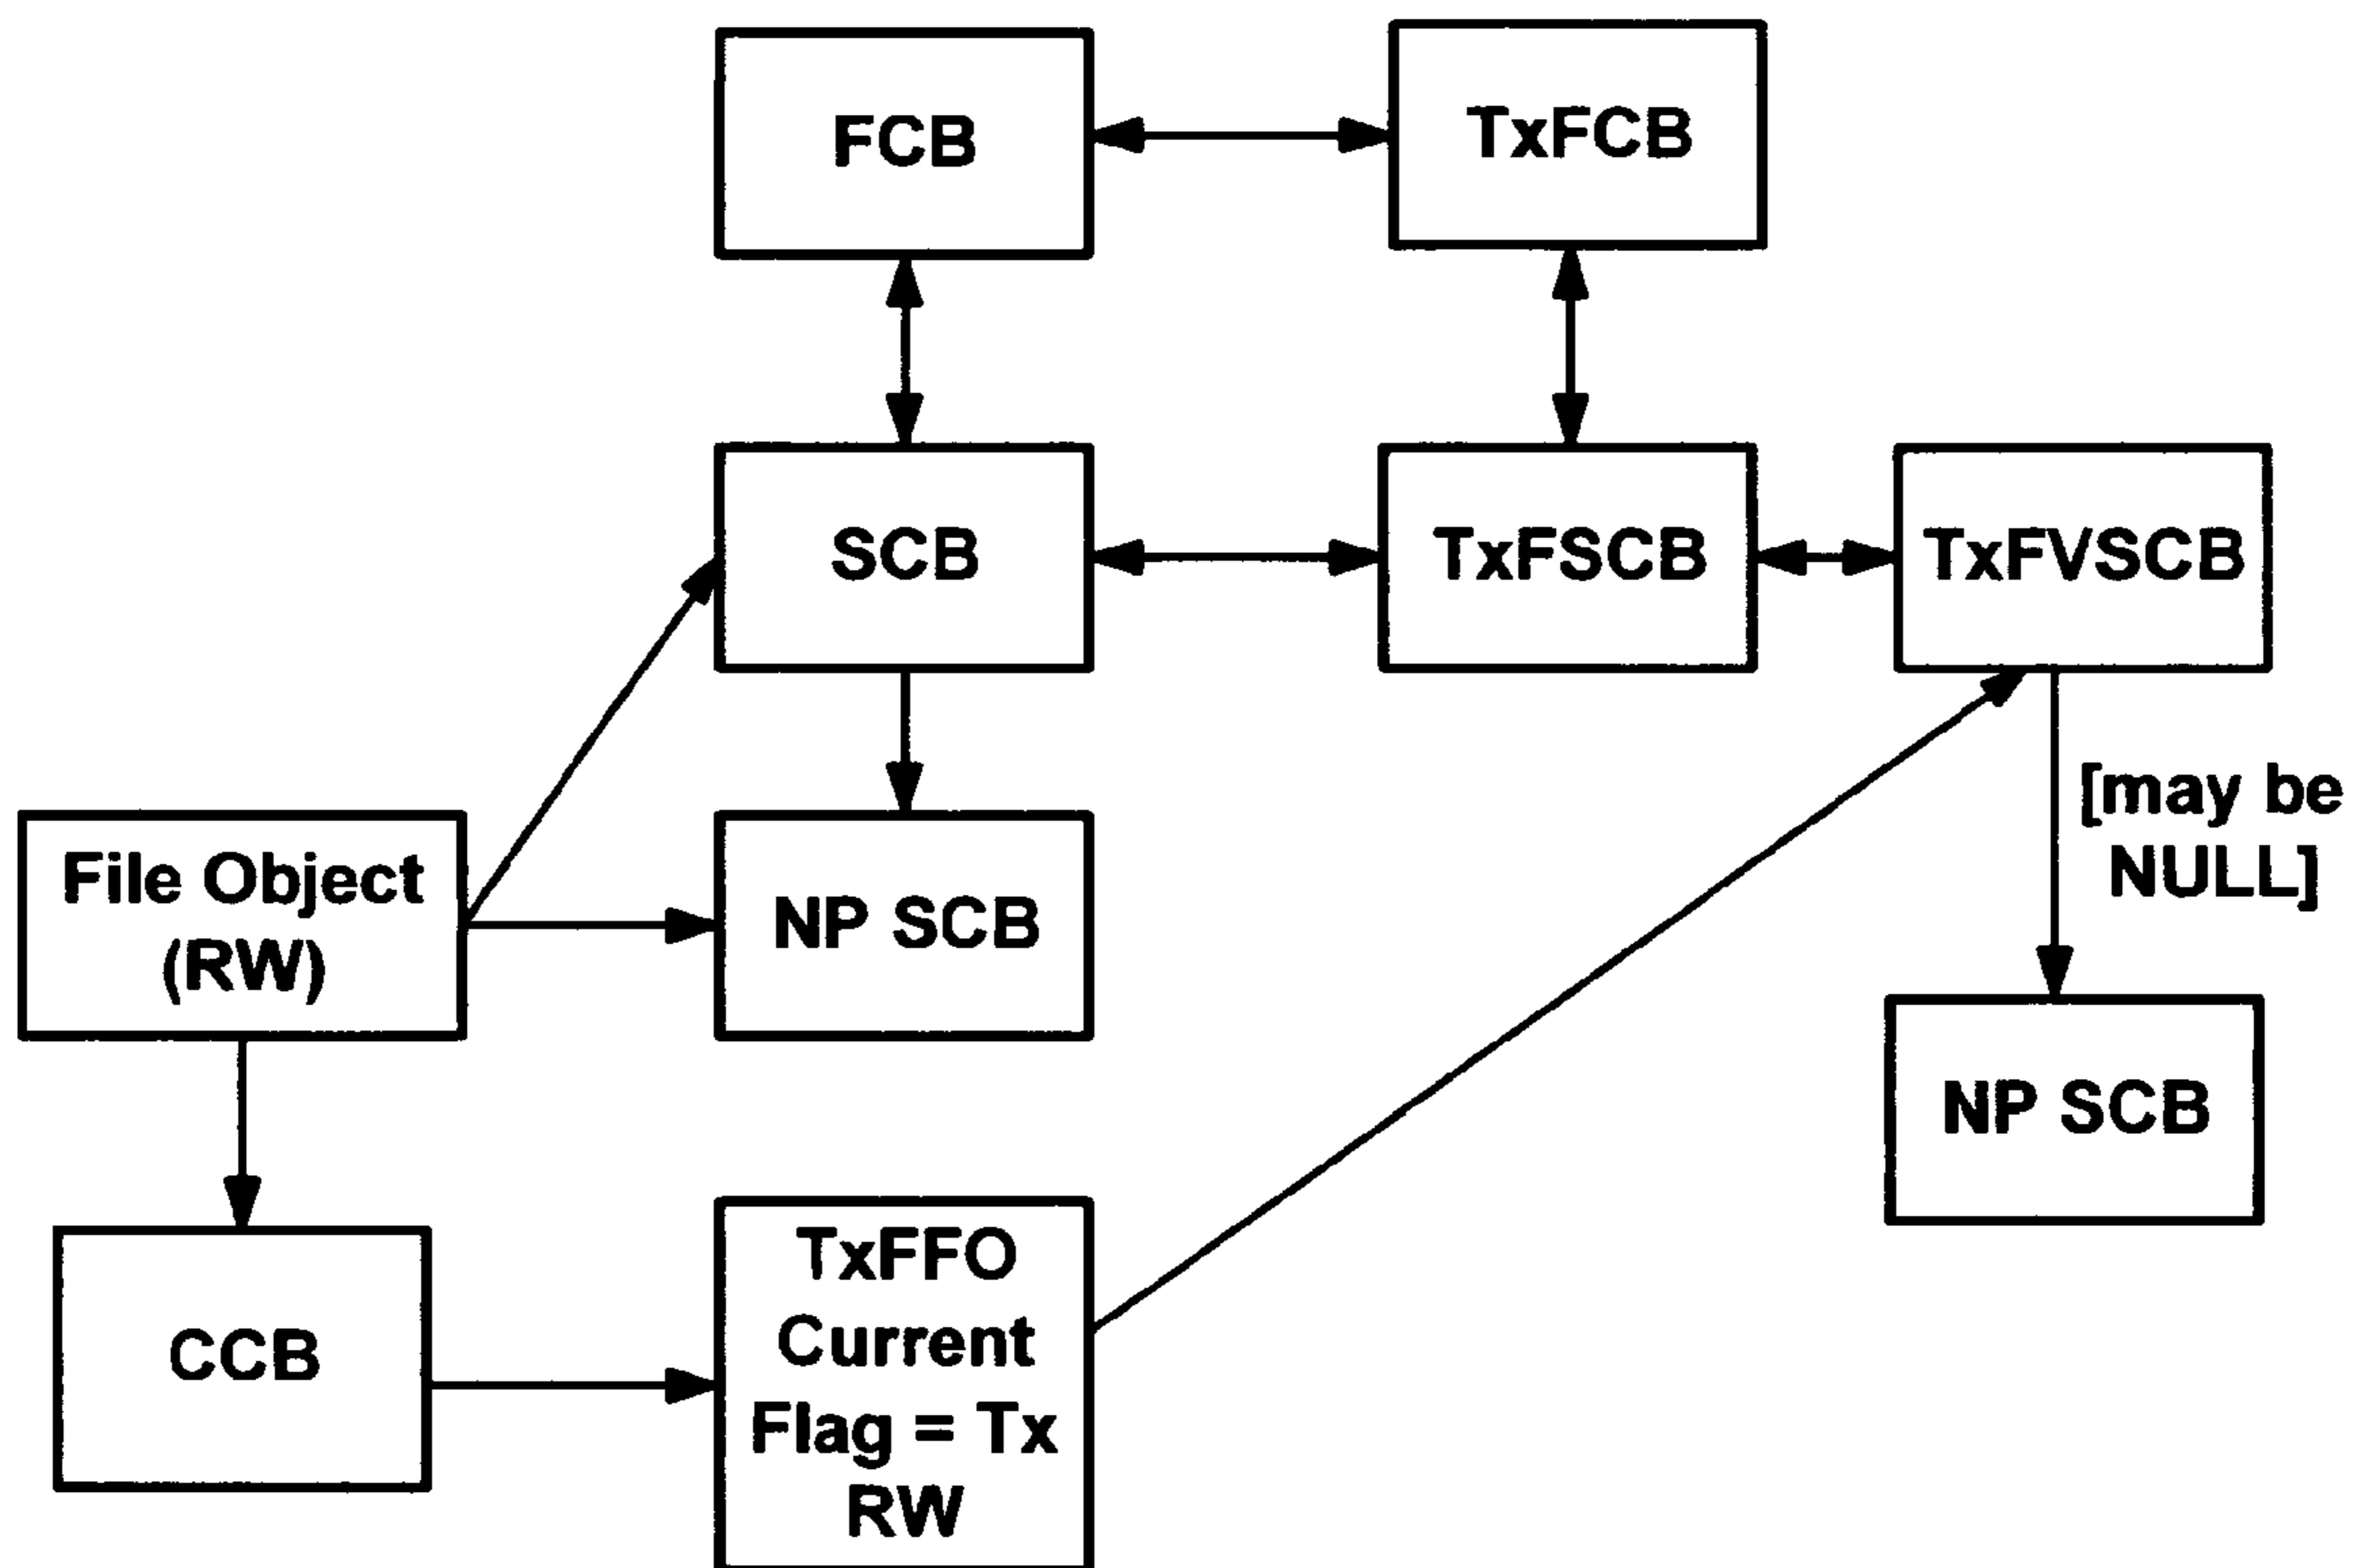 FCB
TxFCB
SCB
TxFSCB
TxFVSCB
[may be
NULL]
File Object
(RW)
NP SCB
NP SCB
CCB
TxFFO
Current
Flag = Tx
RW